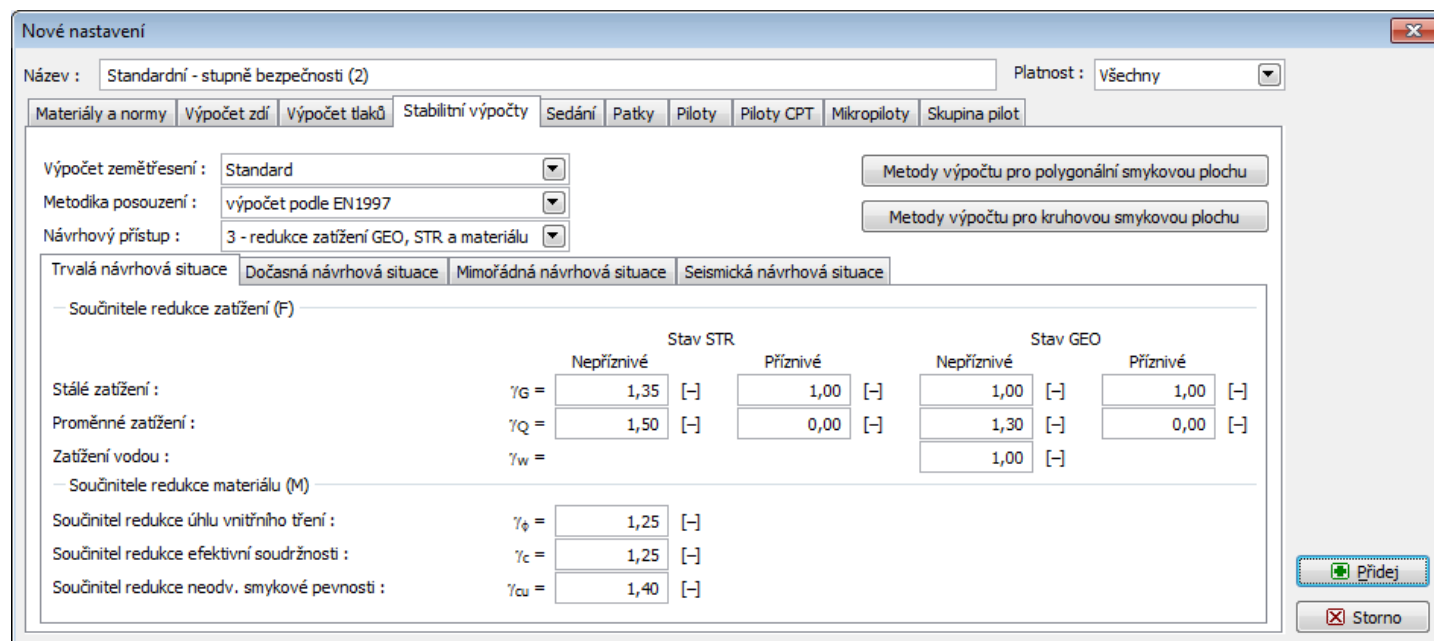 Nové nastavení
Název : Standardní - stupně bezpečnosti (2) Platnost : Všechny
Materiály a normy Výpočet zdí Výpočet tlaků Stabilitní výpočty Sedání Patky Piloty Piloty CPT Mikropiloty Skupina pilot
Výpočet zemětřesení : Standard Metody výpočtu pro polygonální smykovou plochu
Metodika posouzení : výpočet podle EN1997 Metody výpočtu pro kruhovou smykovou plochu
Návrhový přístup : 3 - redukce zatížení GEO, STR a materiálu
Trvalá návrhová situace Dočasná návrhová situace Mimořádná návrhová situace Seismická návrhová situace
Součinitele redukce zatížení (F)
Stav STR Stav GEO
Nepříznivé Příznivé Nepříznivé Příznivé
Stálé zatížení : γG = 1,35 [–] 1,00 [–] 1,00 [–] 1,00 [–]
Proměnné zatížení : γQ = 1,50 [–] 0,00 [–] 1,30 [–] 0,00 [–]
Zatížení vodou : γw = 1,00 [–]
Součinitele redukce materiálu (M)
Součinitel redukce úhlu vnitřního tření : γϕ = 1,25 [–]
Součinitel redukce efektivní soudržnosti : γc = 1,25 [–]
Součinitel redukce neodv. smykové pevnosti : γcu = 1,40 [–]
Přidej
Storno